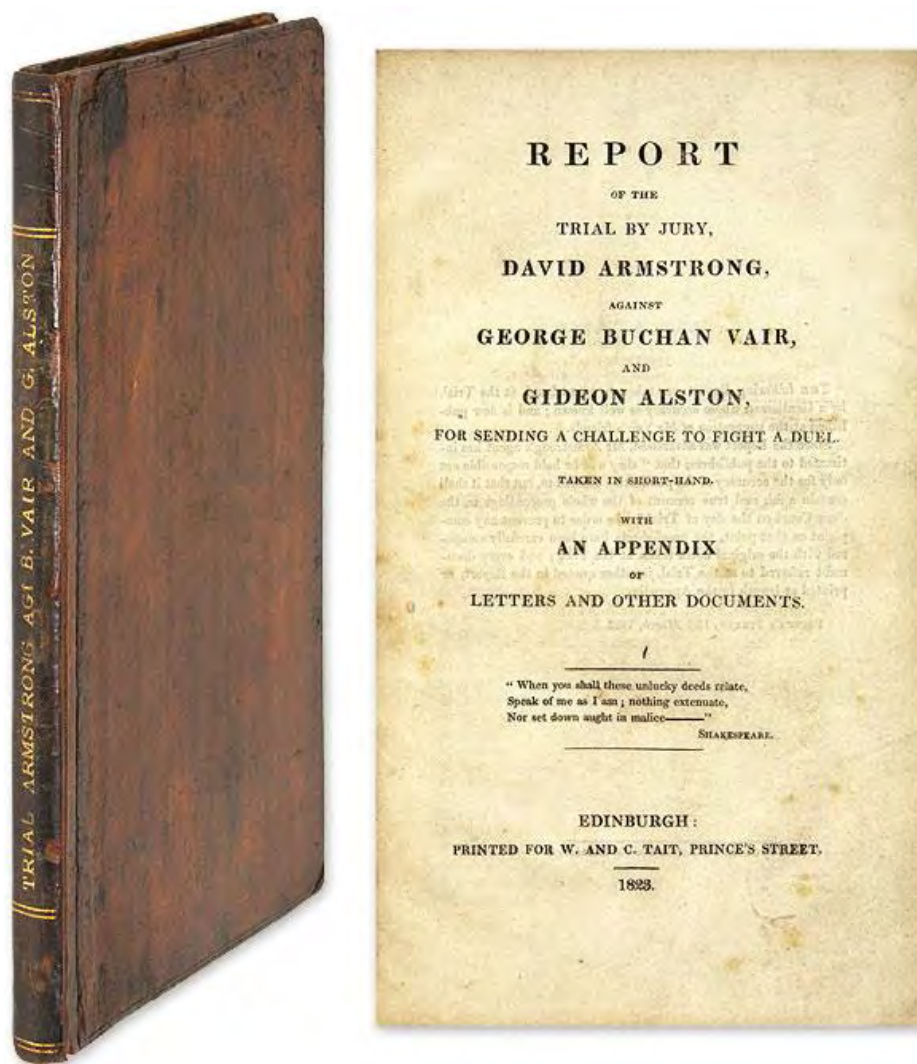 TRIAL ARMSTRONG AGT B. VAIR AND G. ALSTON
REPORT
OF THE
TRIAL BY JURY,
DAVID ARMSTRONG,
AGAINST
GEORGE BUCHAN VAIR,
AND
GIDEON ALSTON,
FOR SENDING A CHALLENGE TO FIGHT A DUEL.
TAKEN IN SHORT-HAND.
WITH
AN APPENDIX
OF
LETTERS AND OTHER DOCUMENTS.
“ When you shall these unlucky deeds relate,
Speak of me as I am ; nothing extenuate,
Nor set down aught in malice——”
SHAKESPEARE.
EDINBURGH :
PRINTED FOR W. AND C. TAIT, PRINCE'S STREET.
1823.